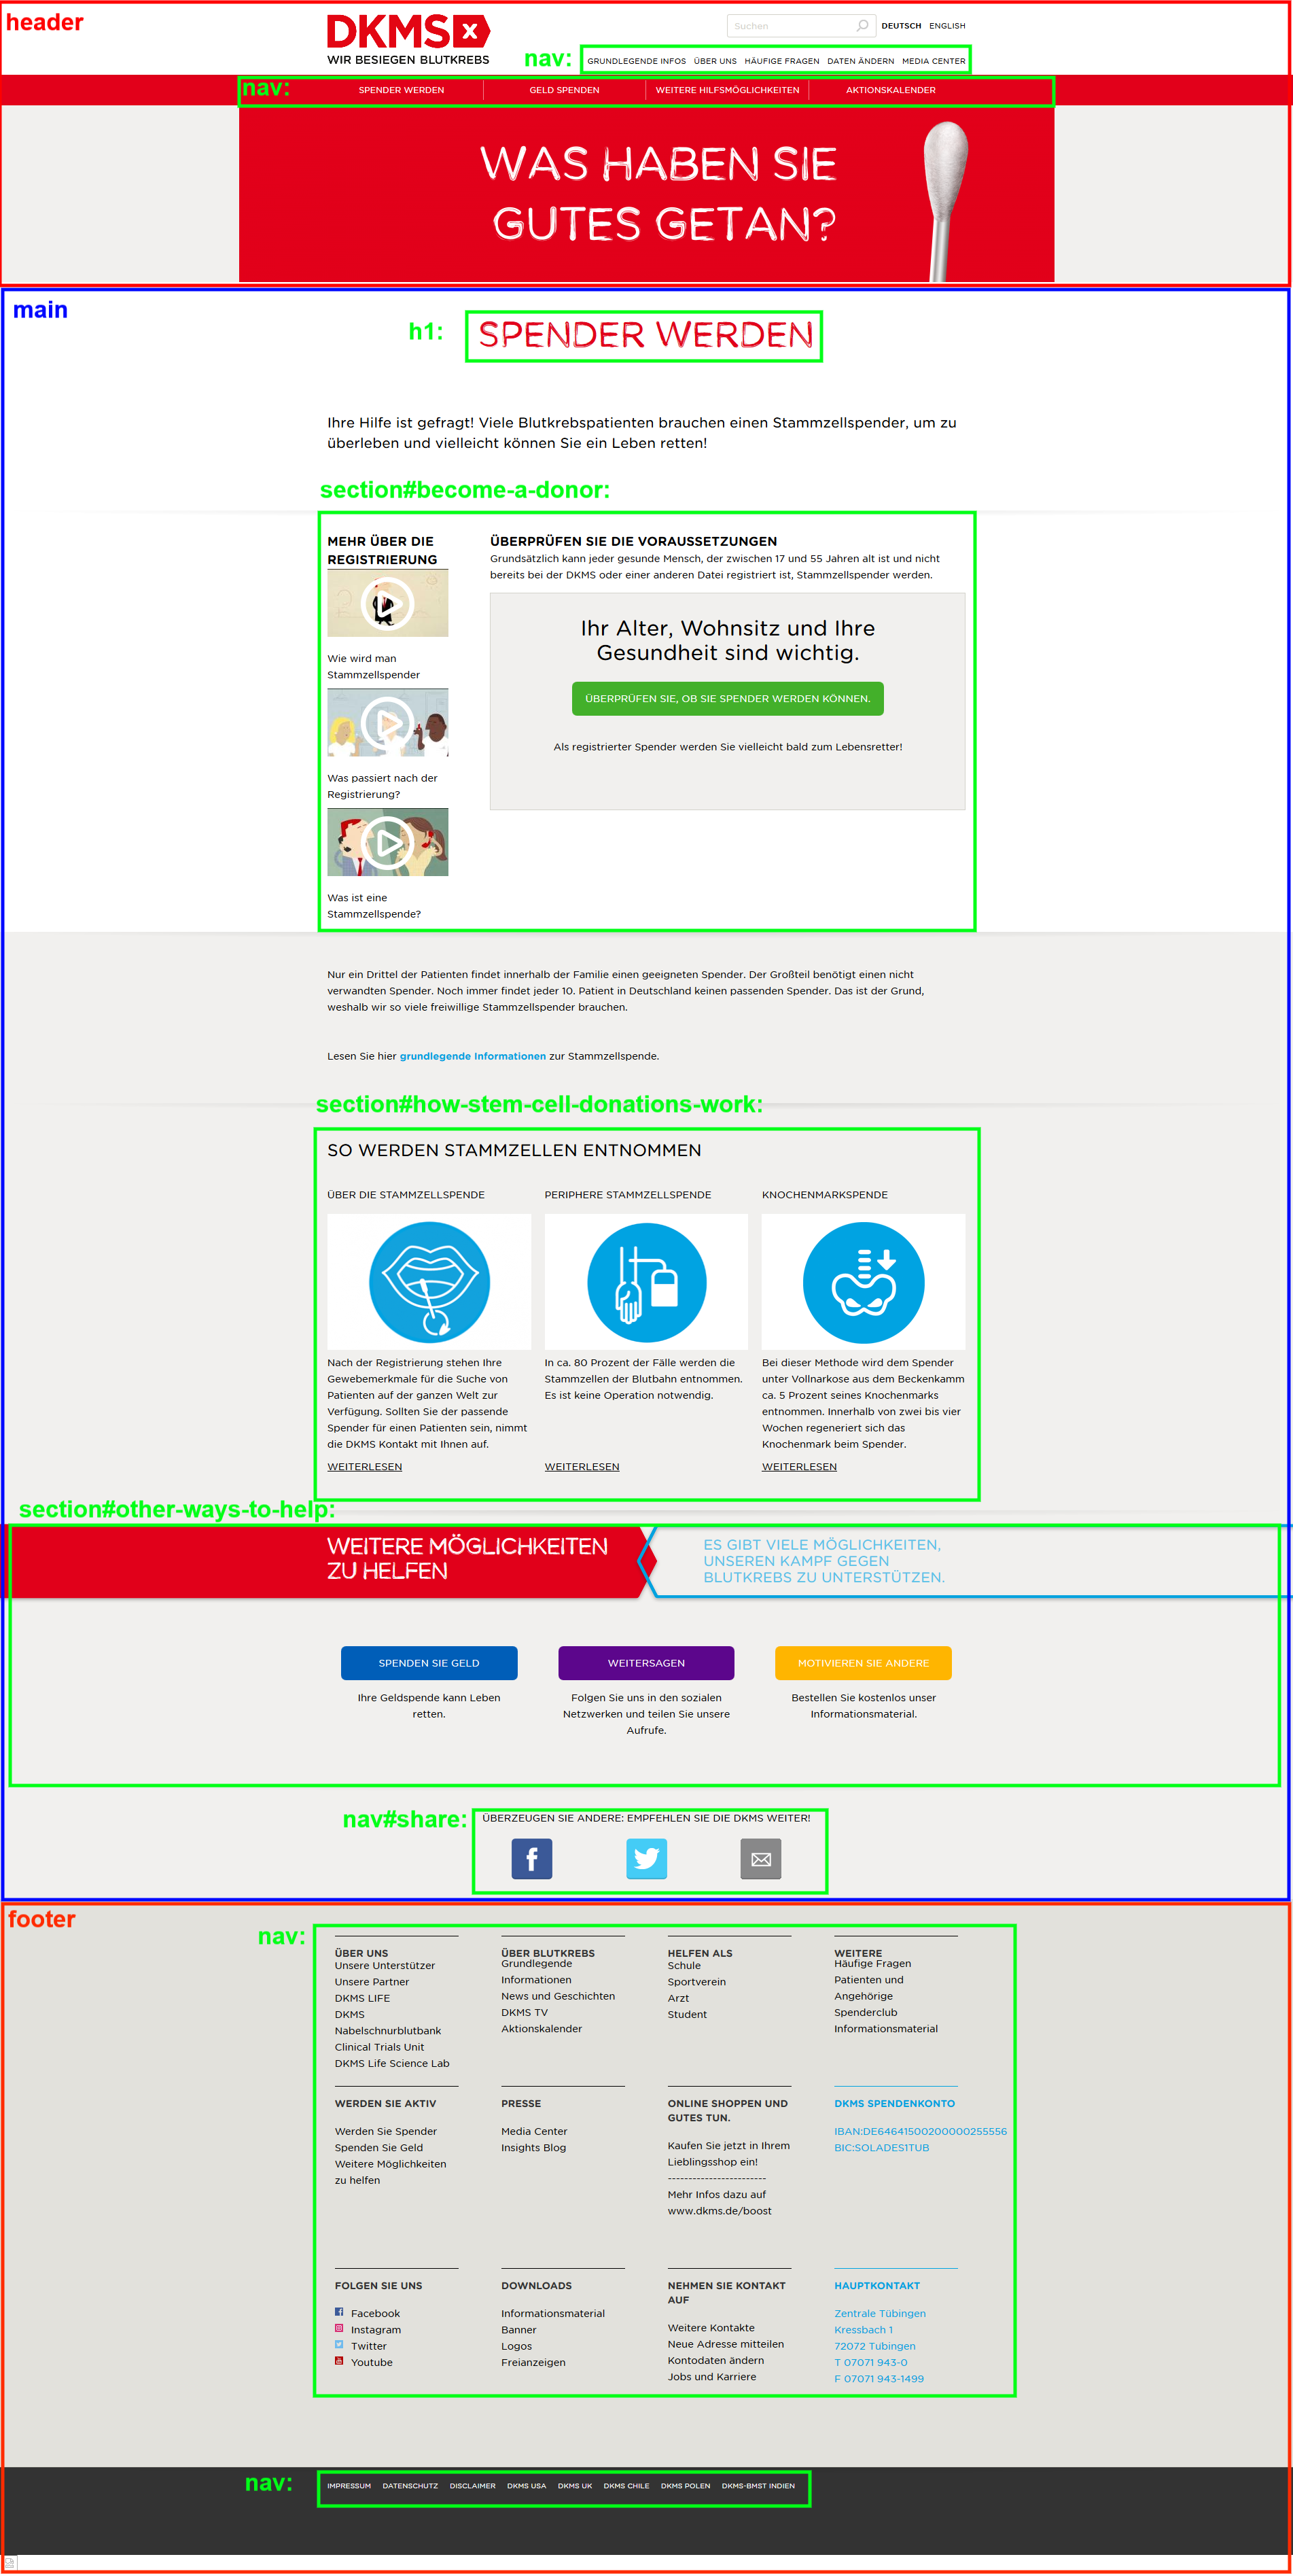 header
DKMS
WIR BESIEGEN BLUTKREBS
Suchen
DEUTSCH ENGLISH
nav:
GRUNDLEGENDE INFOS ÜBER UNS HÄUFIGE FRAGEN DATEN ÄNDERN MEDIA CENTER
nav:
SPENDER WERDEN GELD SPENDEN WEITERE HILFSMÖGLICHKEITEN AKTIONSKALENDER
WAS HABEN SIE
GUTES GETAN?
main
h1:
SPENDER WERDEN
Ihre Hilfe ist gefragt! Viele Blutkrebspatienten brauchen einen Stammzellspender, um zu
überleben und vielleicht können Sie ein Leben retten!
section#become-a-donor:
MEHR ÜBER DIE
REGISTRIERUNG
Wie wird man
Stammzellspender
Was passiert nach der
Registrierung?
Was ist eine
Stammzellspende?
ÜBERPRÜFEN SIE DIE VORAUSSETZUNGEN
Grundsätzlich kann jeder gesunde Mensch, der zwischen 17 und 55 Jahren alt ist und nicht
bereits bei der DKMS oder einer anderen Datei registriert ist, Stammzellspender werden.
Ihr Alter, Wohnsitz und Ihre
Gesundheit sind wichtig.
ÜBERPRÜFEN SIE, OB SIE SPENDER WERDEN KÖNNEN.
Als registrierter Spender werden Sie vielleicht bald zum Lebensretter!
Nur ein Drittel der Patienten findet innerhalb der Familie einen geeigneten Spender. Der Großteil benötigt einen nicht
verwandten Spender. Noch immer findet jeder 10. Patient in Deutschland keinen passenden Spender. Das ist der Grund,
weshalb wir so viele freiwillige Stammzellspender brauchen.
Lesen Sie hier grundlegende Informationen zur Stammzellspende.
section#how-stem-cell-donations-work:
SO WERDEN STAMMZELLEN ENTNOMMEN
ÜBER DIE STAMMZELLSPENDE
Nach der Registrierung stehen Ihre
Gewebemerkmale für die Suche von
Patienten auf der ganzen Welt zur
Verfügung. Sollten Sie der passende
Spender für einen Patienten sein, nimmt
die DKMS Kontakt mit Ihnen auf.
WEITERLESEN
PERIPHERE STAMMZELLSPENDE
In ca. 80 Prozent der Fälle werden die
Stammzellen der Blutbahn entnommen.
Es ist keine Operation notwendig.
WEITERLESEN
KNOCHENMARKSPENDE
Bei dieser Methode wird dem Spender
unter Vollnarkose aus dem Beckenkamm
ca. 5 Prozent seines Knochenmarks
entnommen. Innerhalb von zwei bis vier
Wochen regeneriert sich das
Knochenmark beim Spender.
WEITERLESEN
section#other-ways-to-help:
WEITERE MÖGLICHKEITEN
ZU HELFEN
ES GIBT VIELE MÖGLICHKEITEN,
UNSEREN KAMPF GEGEN
BLUTKREBS ZU UNTERSTÜTZEN.
SPENDEN SIE GELD
Ihre Geldspende kann Leben
retten.
WEITERSAGEN
Folgen Sie uns in den sozialen
Netzwerken und teilen Sie unsere
Aufrufe.
MOTIVIEREN SIE ANDERE
Bestellen Sie kostenlos unser
Informationsmaterial.
nav#share:
ÜBERZEUGEN SIE ANDERE: EMPFEHLEN SIE DIE DKMS WEITER!
footer
nav:
ÜBER UNS
Unsere Unterstützer
Unsere Partner
DKMS LIFE
DKMS
Nabelschnurblutbank
Clinical Trials Unit
DKMS Life Science Lab
ÜBER BLUTKREBS
Grundlegende
Informationen
News und Geschichten
DKMS TV
Aktionskalender
HELFEN ALS
Schule
Sportverein
Arzt
Student
WEITERE
Häufige Fragen
Patienten und
Angehörige
Spenderclub
Informationsmaterial
WERDEN SIE AKTIV
Werden Sie Spender
Spenden Sie Geld
Weitere Möglichkeiten
zu helfen
PRESSE
Media Center
Insights Blog
ONLINE SHOPPEN UND
GUTES TUN.
Kaufen Sie jetzt in Ihrem
Lieblingsshop ein!
------------------------
Mehr Infos dazu auf
www.dkms.de/boost
DKMS SPENDENKONTO
IBAN:DE64641500200000255556
BIC:SOLADES1TUB
FOLGEN SIE UNS
Facebook
Instagram
Twitter
Youtube
DOWNLOADS
Informationsmaterial
Banner
Logos
Freianzeigen
NEHMEN SIE KONTAKT
AUF
Weitere Kontakte
Neue Adresse mitteilen
Kontodaten ändern
Jobs und Karriere
HAUPTKONTAKT
Zentrale Tübingen
Kressbach 1
72072 Tübingen
T 07071 943-0
F 07071 943-1499
nav:
IMPRESSUM DATENSCHUTZ DISCLAIMER DKMS USA DKMS UK DKMS CHILE DKMS POLEN DKMS-BMST INDIEN